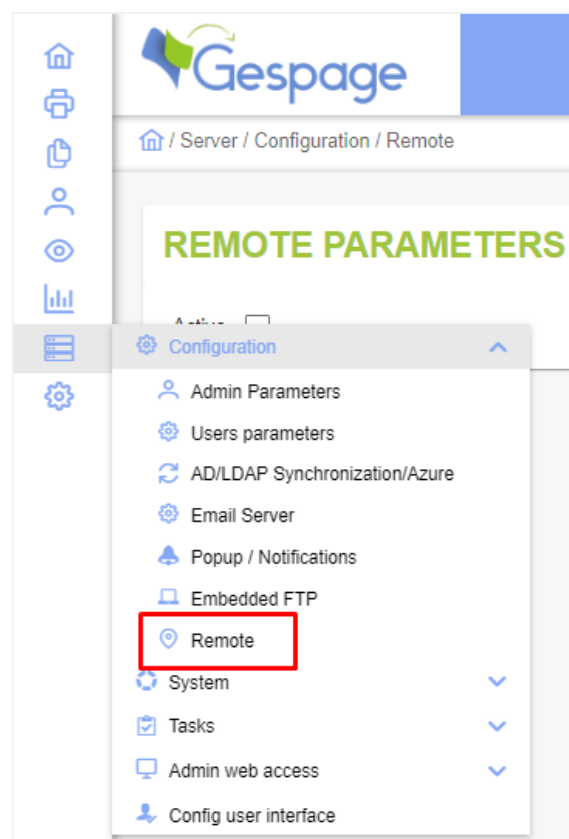 Gespage
/ Server / Configuration / Remote
REMOTE PARAMETERS
Active
Configuration
Admin Parameters
Users parameters
AD/LDAP Synchronization/Azure
Email Server
Popup / Notifications
Embedded FTP
Remote
System
Tasks
Admin web access
Config user interface